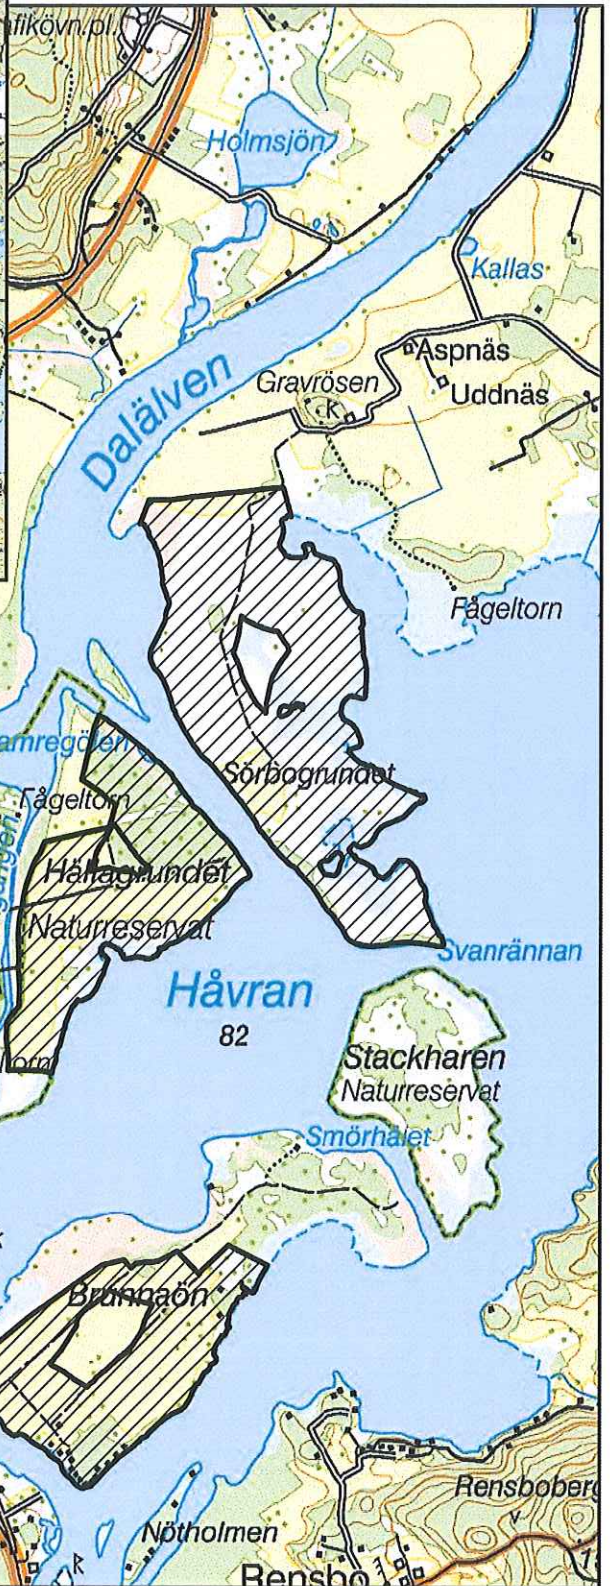 Holmsjön
Kallas
Aspnäs
Gravrösen
Uddnäs
K
Dalälven
Fågeltorn
Sörbogrundet
Fågeltorn
Hällagrundet
Naturreservat
Svanrännan
Håvran
82
Stackharen
Naturreservat
Smörhålet
Brunnaön
Rensboberg
V
Nötholmen
R
Rensbo